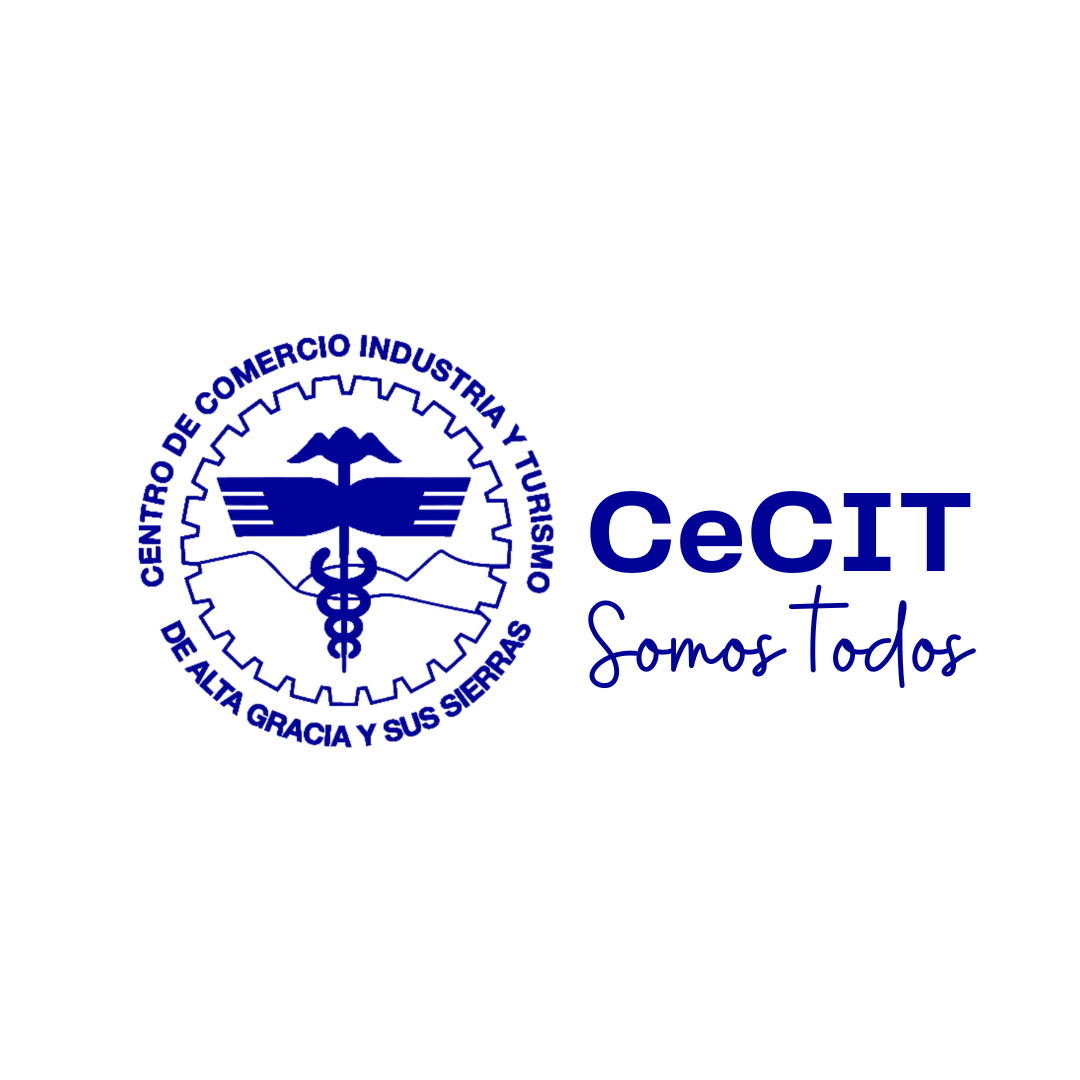 CENTRO DE COMERCIO INDUSTRIA Y TURISMO
DE ALTA GRACIA Y SUS SIERRAS
CeCIT
Somos Todos